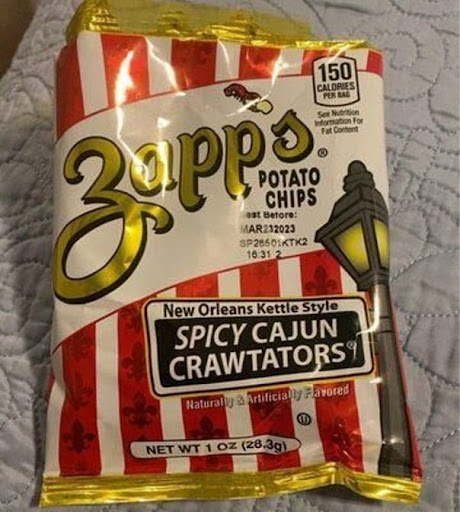 150
CALORIES
PER BAG
See Nutrition
Information For
Fat Content
Zapp's®
POTATO
CHIPS
Best Before:
MAR232023
16:31 2
New Orleans Kettle Style
SPICY CAJUN
CRAWTATORS®
Naturally & Artificially Flavored
U
NET WT 1 OZ (28.3g)